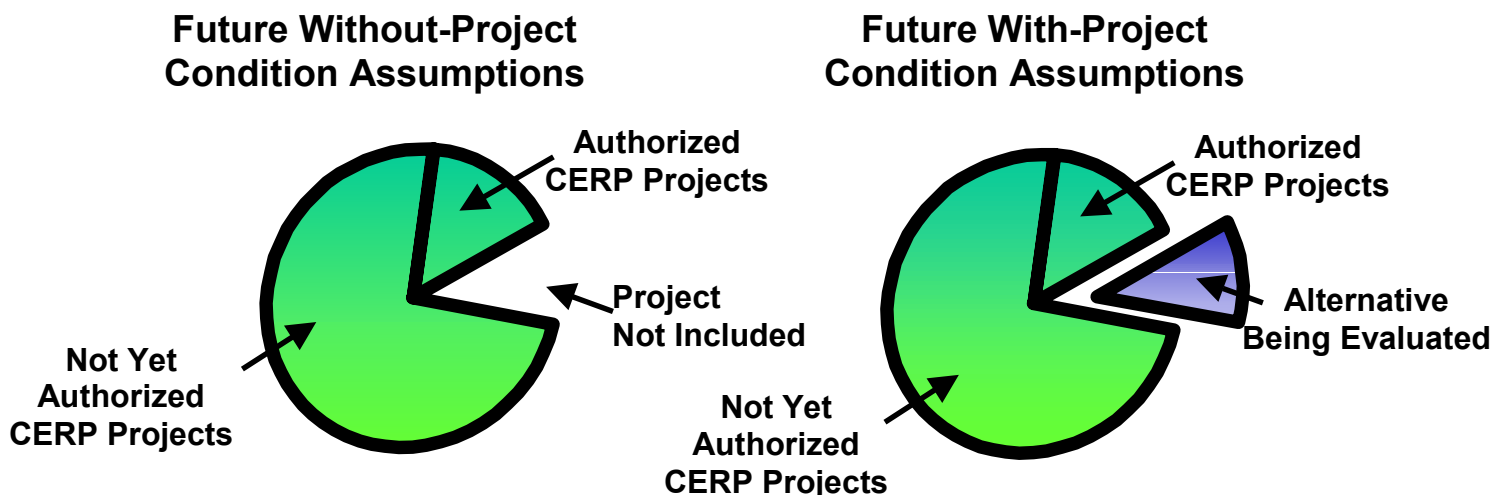 Future Without-Project
Condition Assumptions
Authorized
CERP Projects
Project
Not Included
Not Yet
Authorized
CERP Projects
Future With-Project
Condition Assumptions
Authorized
CERP Projects
Alternative
Being Evaluated
Not Yet
Authorized
CERP Projects